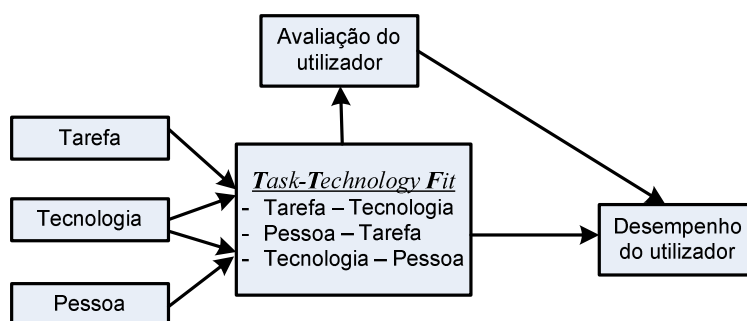 Avaliação do
utilizador
Tarefa
Tecnologia
Pessoa
Task-Technology Fit
- Tarefa – Tecnologia
- Pessoa – Tarefa
- Tecnologia – Pessoa
Desempenho
do utilizador